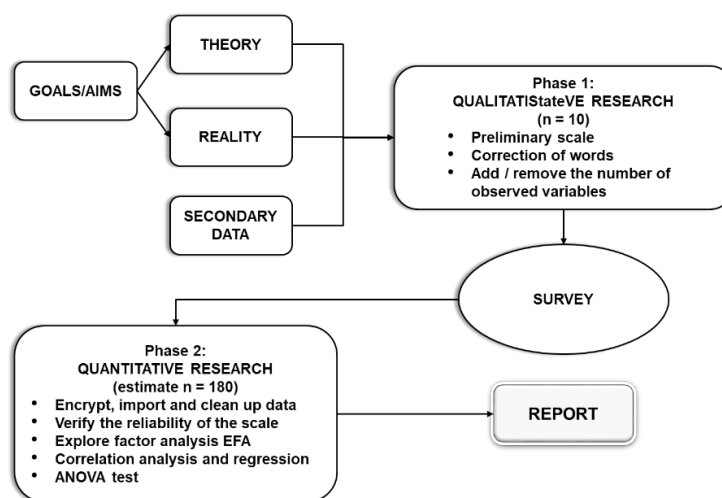 THEORY
GOALS/AIMS
REALITY
SECONDARY
DATA
Phase 1:
QUALITATIStateVE RESEARCH
(n = 10)
• Preliminary scale
• Correction of words
• Add / remove the number of
observed variables
SURVEY
Phase 2:
QUANTITATIVE RESEARCH
(estimate n = 180)
• Encrypt, import and clean up data
• Verify the reliability of the scale
• Explore factor analysis EFA
• Correlation analysis and regression
• ANOVA test
REPORT